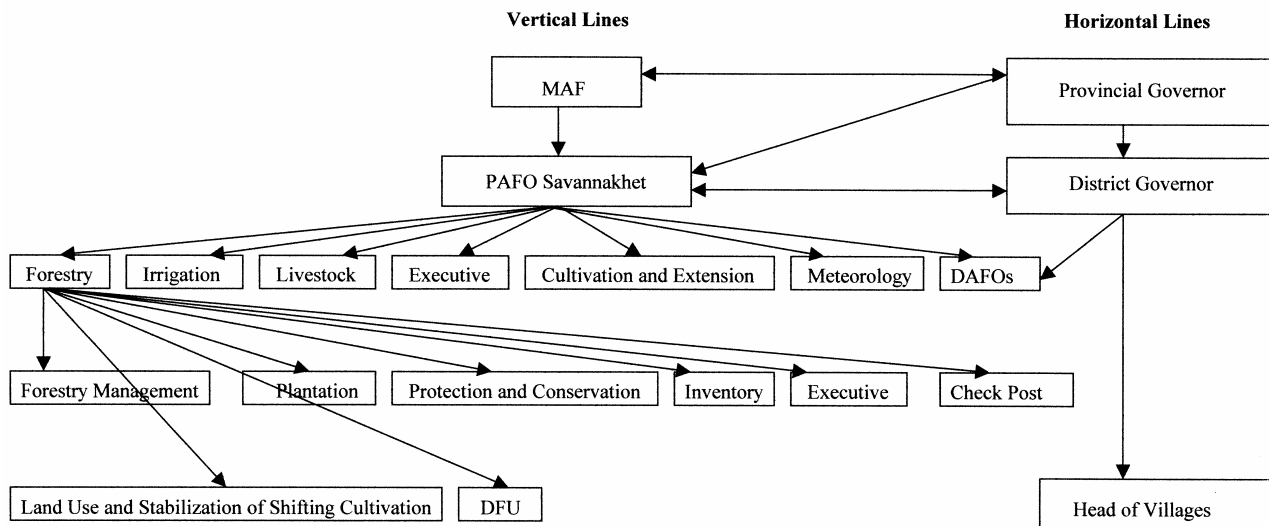 Vertical Lines
Horizontal Lines
MAF
Provincial Governor
PAFO Savannakhet
District Governor
Forestry
Irrigation
Livestock
Executive
Cultivation and Extension
Meteorology
DAFOs
Forestry Management
Plantation
Protection and Conservation
Inventory
Executive
Check Post
Land Use and Stabilization of Shifting Cultivation
DFU
Head of Villages